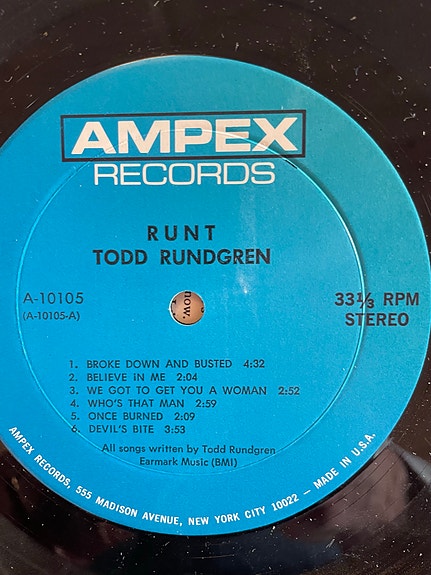 AMPEX
RECORDS
RUNT
TODD RUNDGREN
A-10105
(A-10105-A)
33⅓ RPM
STEREO
now.
1. BROKE DOWN AND BUSTED 4:32
2. BELIEVE IN ME 2:04
3. WE GOT TO GET YOU A WOMAN 2:52
4. WHO'S THAT MAN 2:59
5. ONCE BURNED 2:09
6. DEVIL'S BITE 3:53
All songs written by Todd Rundgren
Earmark Music (BMI)
AMPEX RECORDS, 555 MADISON AVENUE, NEW YORK CITY 10022 — MADE IN U.S.A.